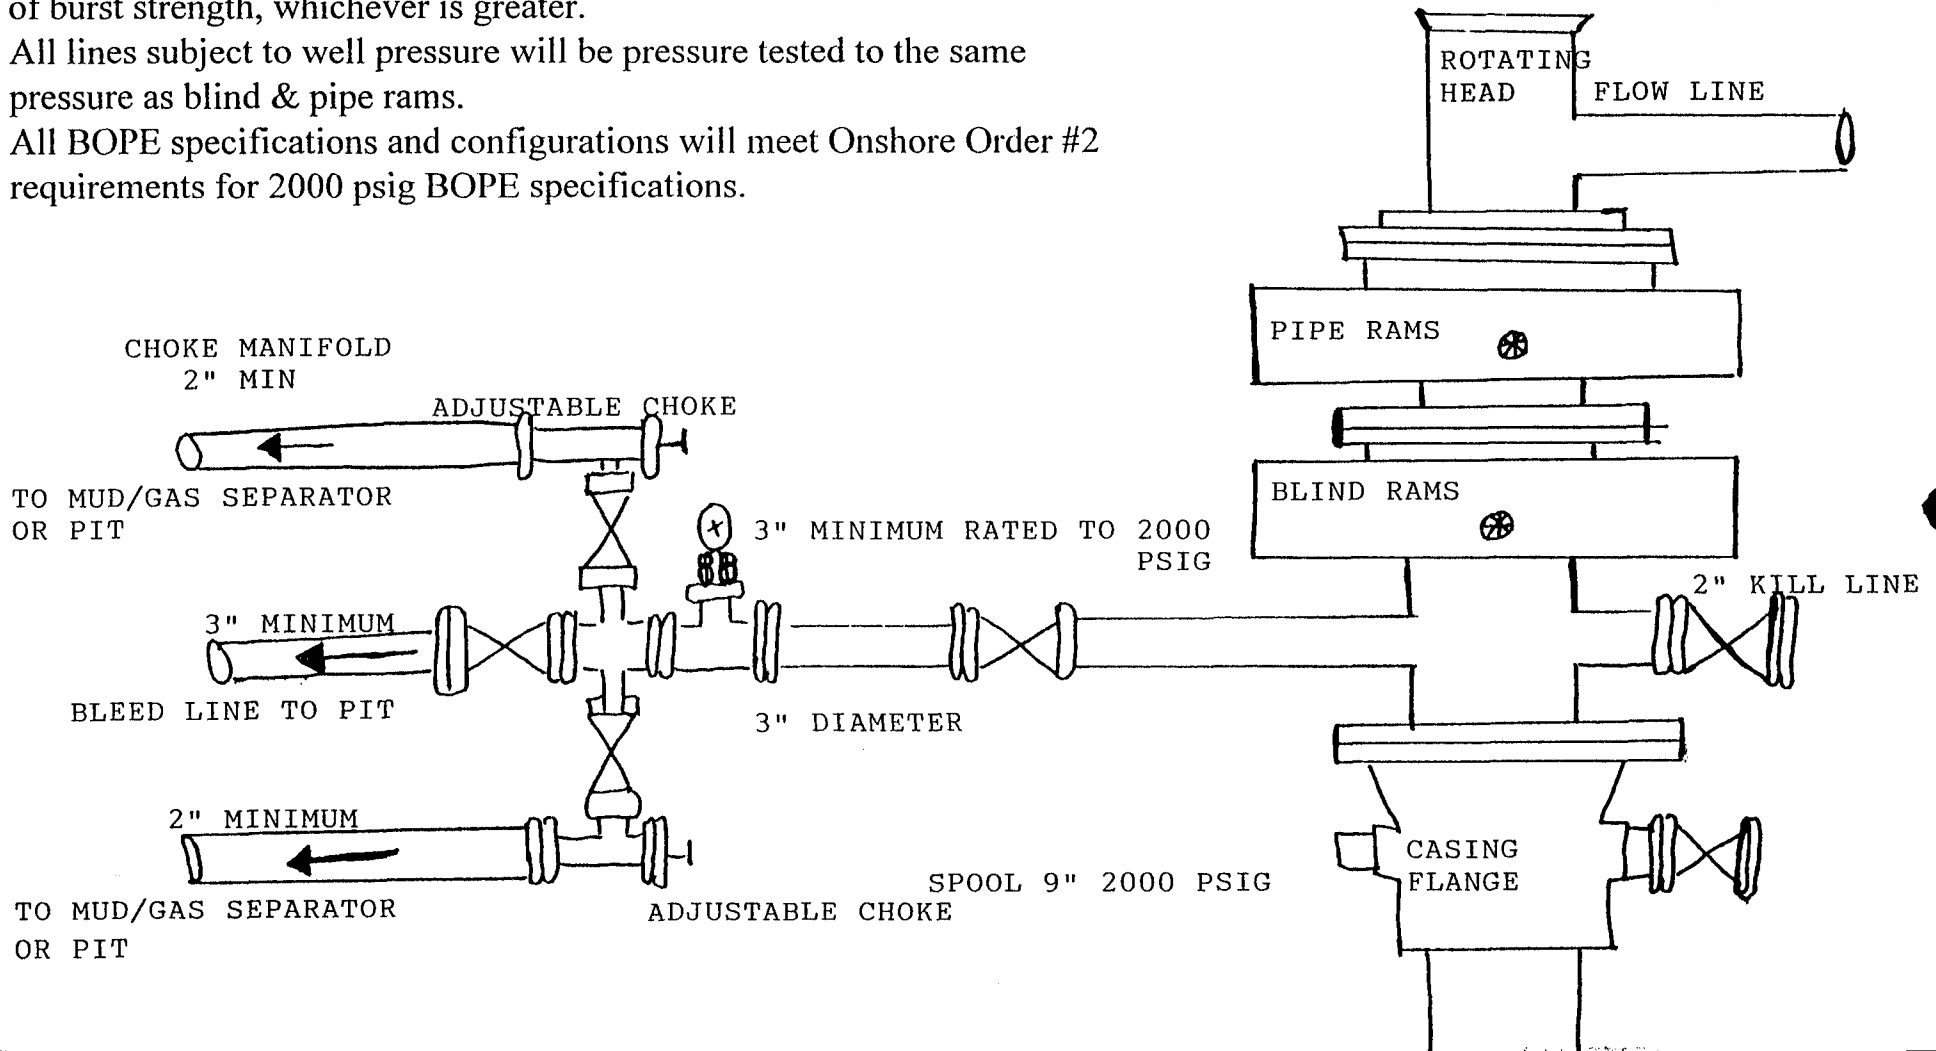 of burst strength, whichever is greater.
All lines subject to well pressure will be pressure tested to the same
pressure as blind & pipe rams.
All BOPE specifications and configurations will meet Onshore Order #2
requirements for 2000 psig BOPE specifications.
ROTATING
HEAD
FLOW LINE
PIPE RAMS
CHOKE MANIFOLD
2" MIN
ADJUSTABLE CHOKE
BLIND RAMS
TO MUD/GAS SEPARATOR
OR PIT
3" MINIMUM RATED TO 2000
PSIG
2" KILL LINE
3" MINIMUM
BLEED LINE TO PIT
3" DIAMETER
2" MINIMUM
CASING
FLANGE
SPOOL 9" 2000 PSIG
TO MUD/GAS SEPARATOR
OR PIT
ADJUSTABLE CHOKE